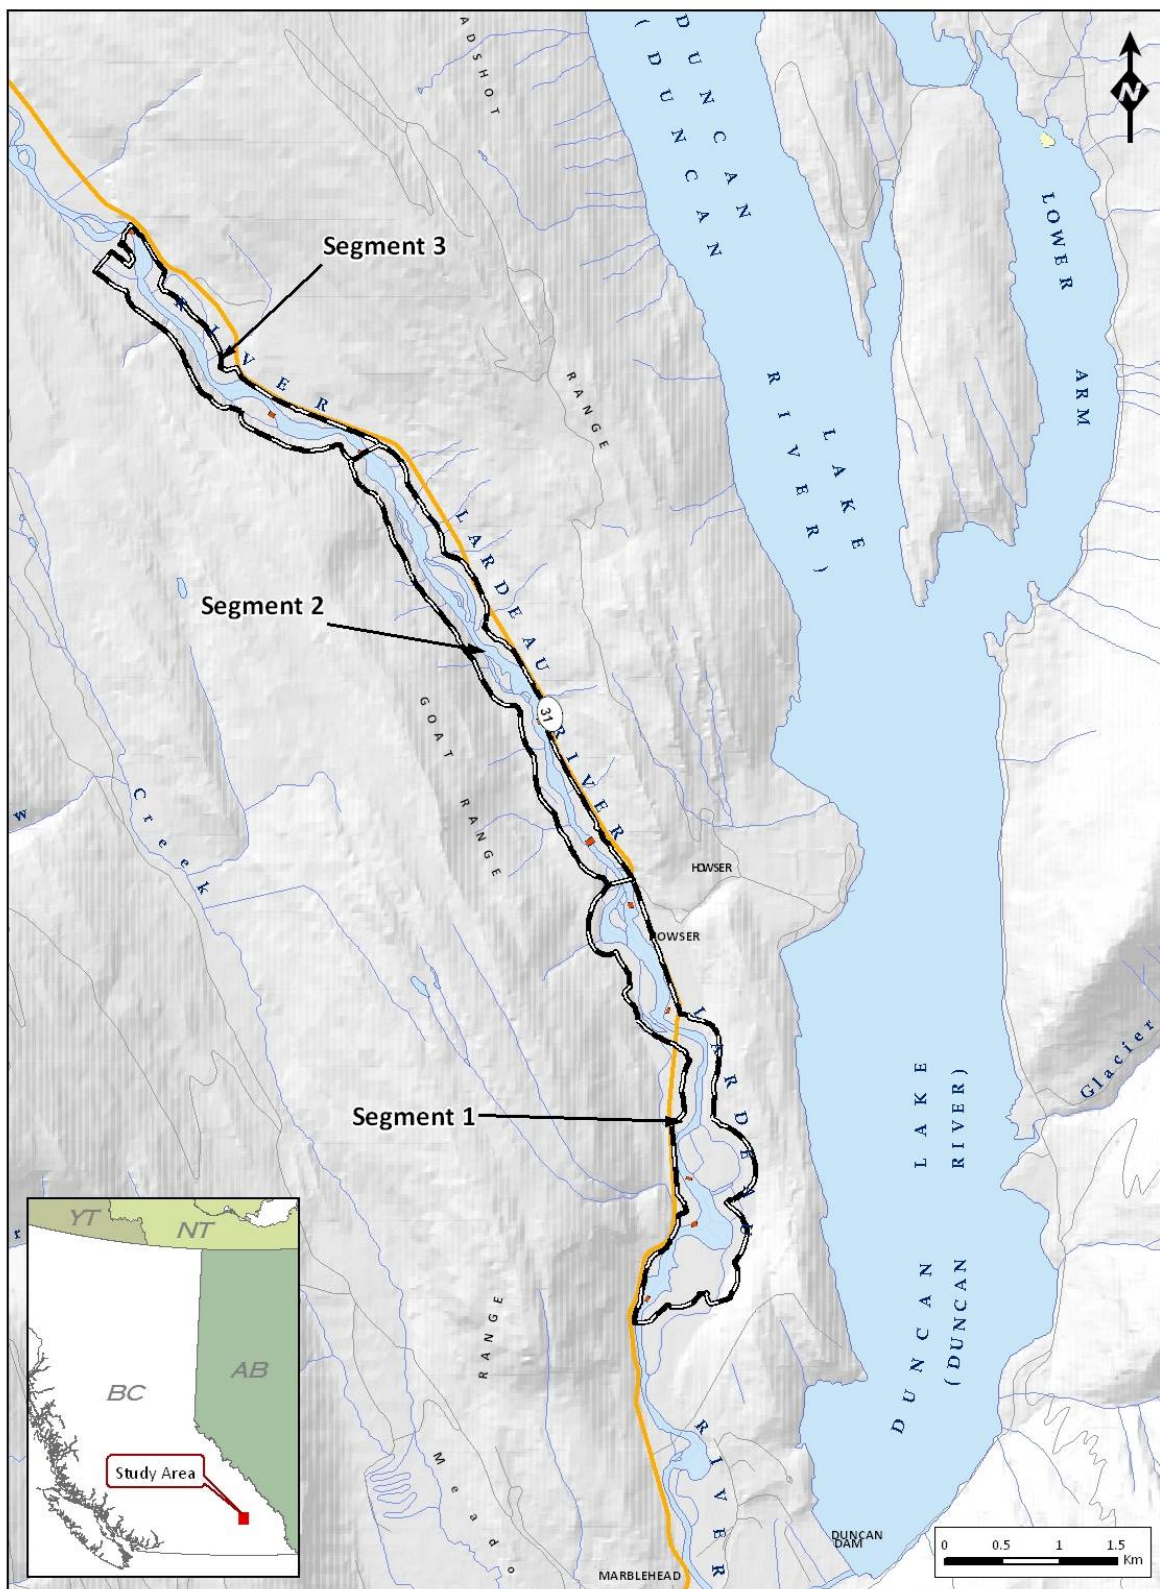 ADSHOT
RANGE
DUNCAN
(DUNCAN
LAKE
RIVER)
LOWER
ARM
N
Segment 3
RIVER
LARDEAU
RIVER
Segment 2
31
GOAT
RANGE
Creek
w
HOWSER
HOWSER
LARDEAU
Segment 1
Glacier
LAKE
RIVER)
DUNCAN
(DUNCAN
r
RANGE
Meado
RIVER
YT
NT
BC
AB
Study Area
DUNCAN
DAM
MARBLEHEAD
0 0.5 1 1.5
Km